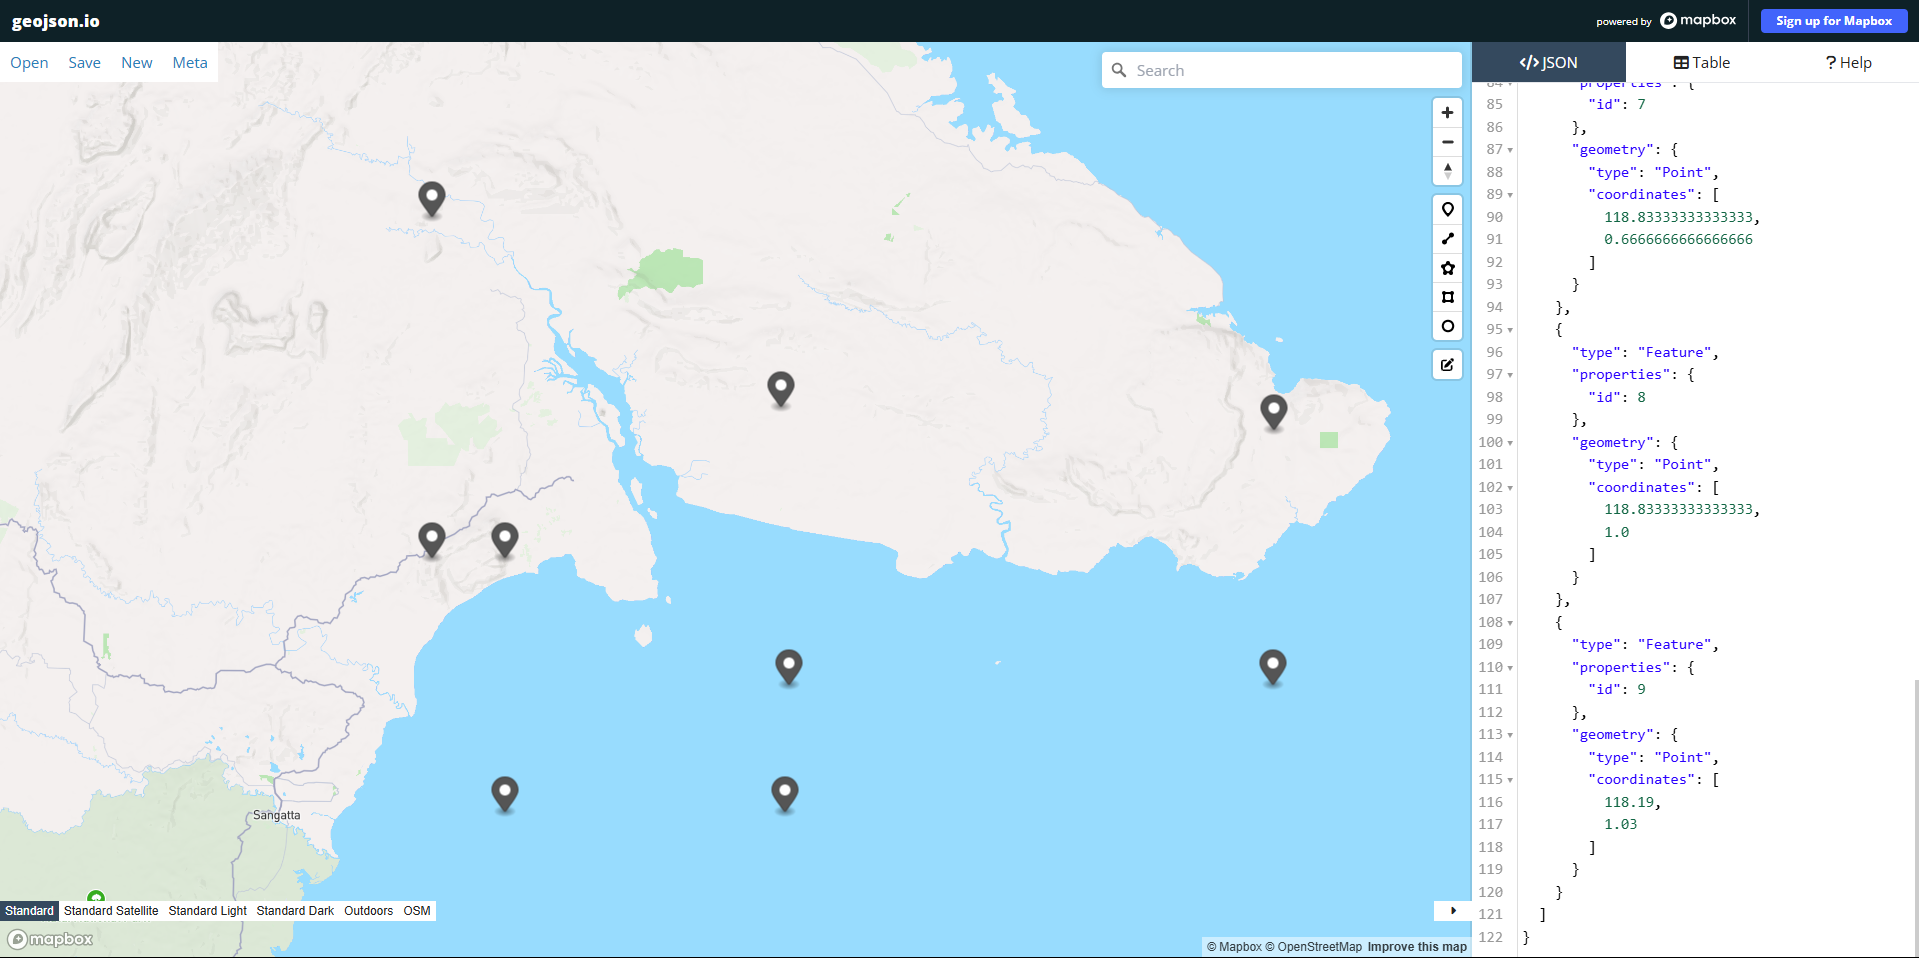 geojson.io
powered by mapbox
Sign up for Mapbox
Open Save New Meta
Search
</>JSON
Table
? Help
84 "properties": {
85 "id": 7
86 },
87 "geometry": {
88 "type": "Point",
89 "coordinates": [
90 118.83333333333333,
91 0.6666666666666666
92 ]
93 }
94 },
95 {
96 "type": "Feature",
97 "properties": {
98 "id": 8
99 },
100 "geometry": {
101 "type": "Point",
102 "coordinates": [
103 118.83333333333333,
104 1.0
105 ]
106 }
107 },
108 {
109 "type": "Feature",
110 "properties": {
111 "id": 9
112 },
113 "geometry": {
114 "type": "Point",
115 "coordinates": [
116 118.19,
117 1.03
118 ]
119 }
120 }
121 ]
122 }
Sangatta
Standard Standard Satellite Standard Light Standard Dark Outdoors OSM
mapbox
© Mapbox © OpenStreetMap Improve this map